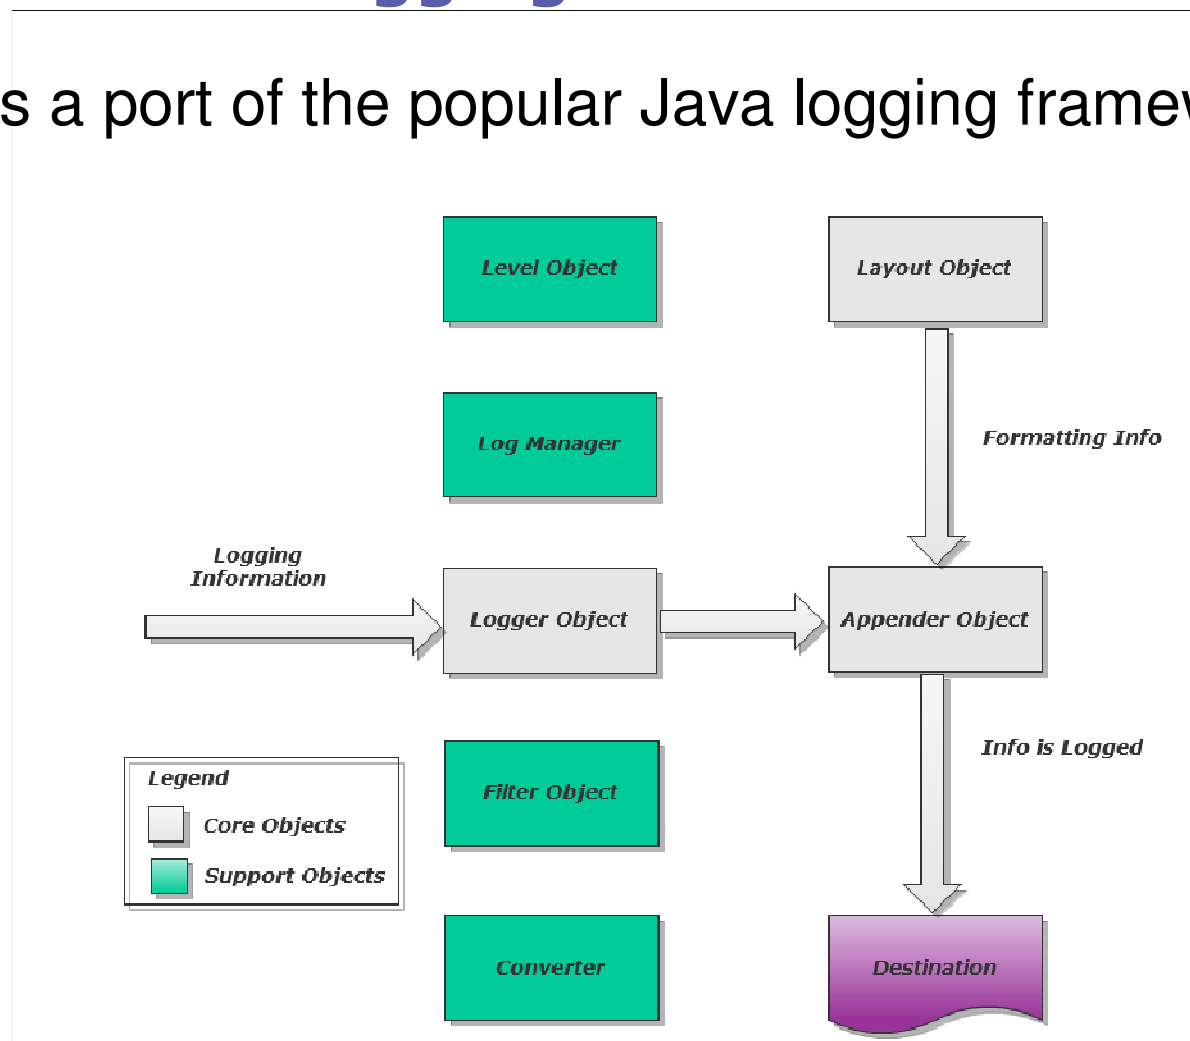 s a port of the popular Java logging frame
Level Object
Layout Object
Log Manager
Formatting Info
Logging
Information
Logger Object
Appender Object
Info is Logged
Filter Object
Legend
Core Objects
Support Objects
Converter
Destination